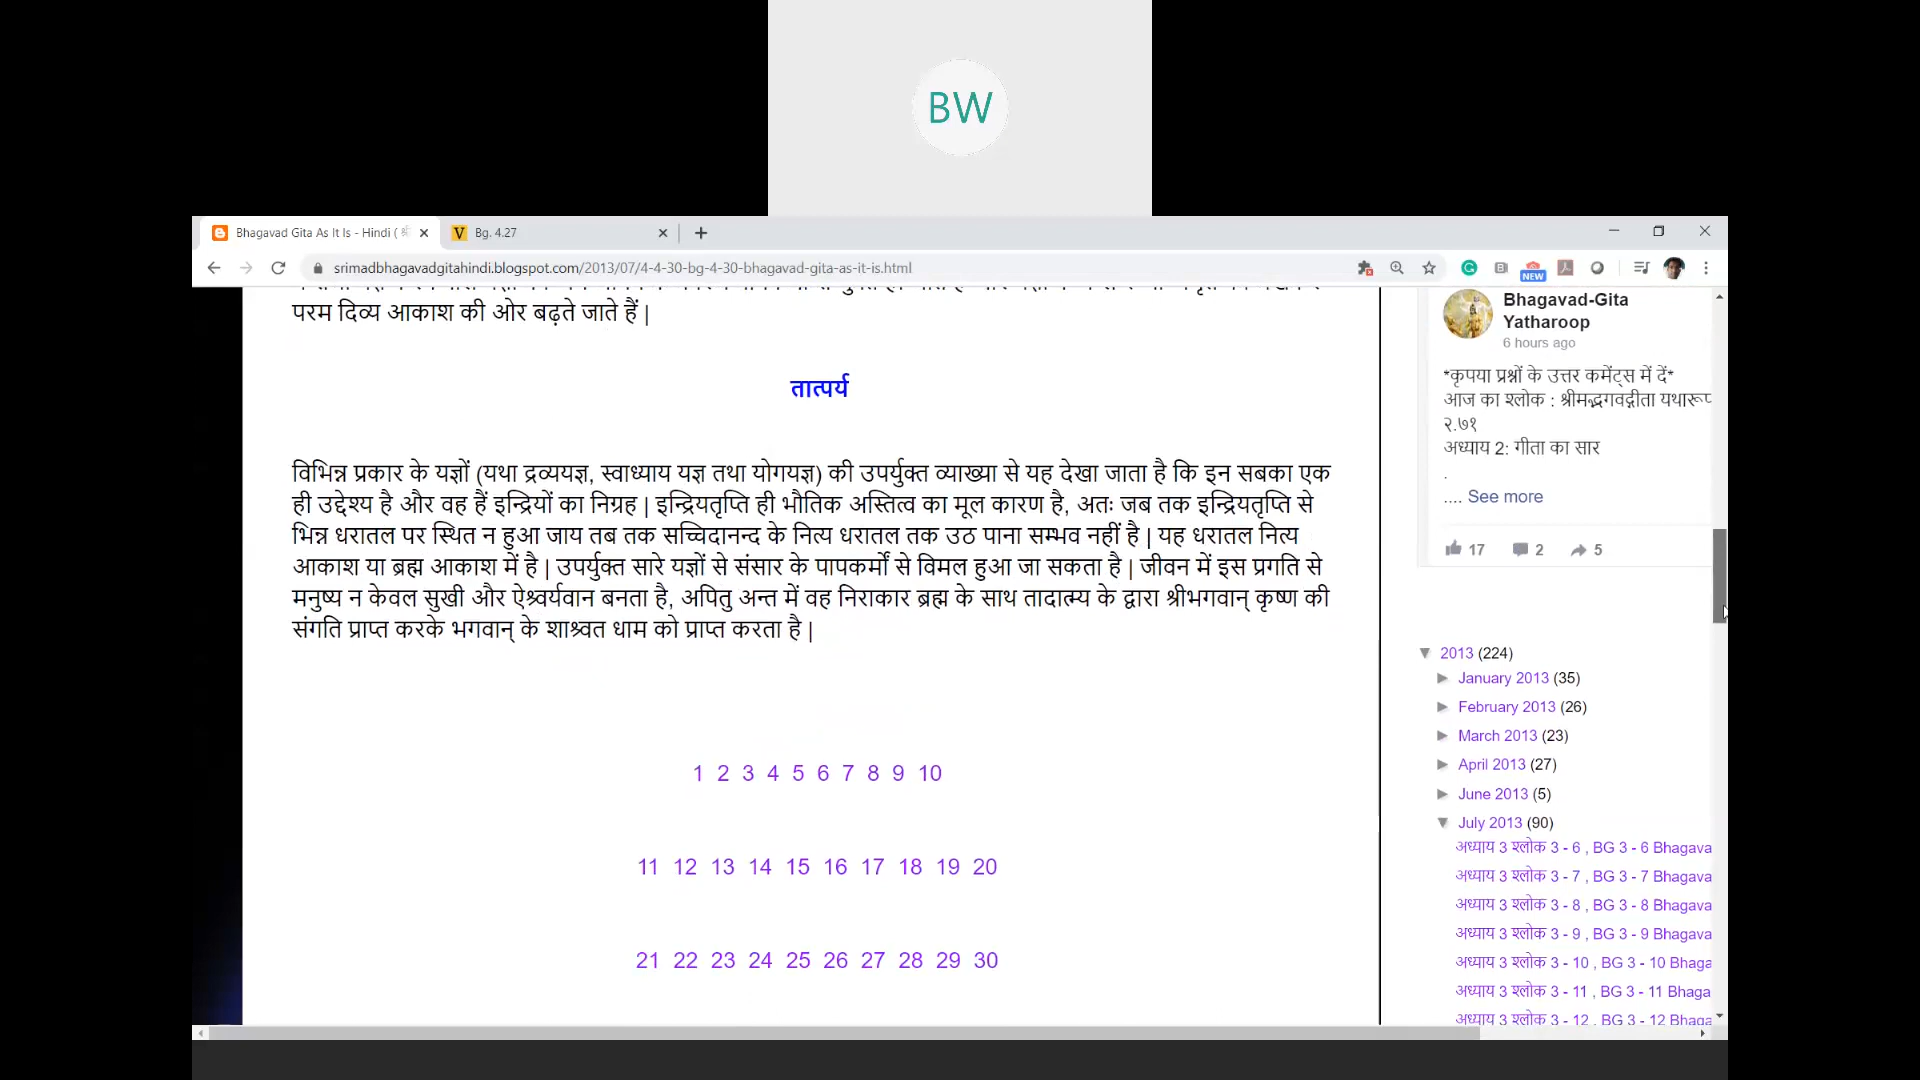 BW
Bhagavad Gita As It Is - Hindi (
Bg. 4.27
srimadbhagavadgitahindi.blogspot.com/2013/07/4-4-30-bg-4-30-bhagavad-gita-as-it-is.html
NEW
परम दिव्य आकाश की ओर बढ़ते जाते हैं |
तात्पर्य
विभिन्न प्रकार के यज्ञों (यथा द्रव्ययज्ञ, स्वाध्याय यज्ञ तथा योगयज्ञ) की उपर्युक्त व्याख्या से यह देखा जाता है कि इन सबका एक
ही उद्देश्य है और वह हैं इन्द्रियों का निग्रह | इन्द्रियतृप्ति ही भौतिक अस्तित्व का मूल कारण है, अतः जब तक इन्द्रियतृप्ति से
भिन्न धरातल पर स्थित न हुआ जाय तब तक सच्चिदानन्द के नित्य धरातल तक उठ पाना सम्भव नहीं है | यह धरातल नित्य
आकाश या ब्रह्म आकाश में है | उपर्युक्त सारे यज्ञों से संसार के पापकर्मों से विमल हुआ जा सकता है | जीवन में इस प्रगति से
मनुष्य न केवल सुखी और ऐश्र्वर्यवान बनता है, अपितु अन्त में वह निराकार ब्रह्म के साथ तादात्म्य के द्वारा श्रीभगवान् कृष्ण की
संगति प्राप्त करके भगवान् के शाश्र्वत धाम को प्राप्त करता है |
1 2 3 4 5 6 7 8 9 10
11 12 13 14 15 16 17 18 19 20
21 22 23 24 25 26 27 28 29 30
Bhagavad-Gita
Yatharoop
6 hours ago
*कृपया प्रश्नों के उत्तर कमेंट्स में दें*
आज का श्लोक : श्रीमद्भगवद्गीता यथारूप
२.७१
अध्याय 2: गीता का सार
.
.... See more
17 2 5
2013 (224)
January 2013 (35)
February 2013 (26)
March 2013 (23)
April 2013 (27)
June 2013 (5)
July 2013 (90)
अध्याय 3 श्लोक 3 - 6 , BG 3 - 6 Bhagava
अध्याय 3 श्लोक 3 - 7 , BG 3 - 7 Bhagava
अध्याय 3 श्लोक 3 - 8 , BG 3 - 8 Bhagava
अध्याय 3 श्लोक 3 - 9 , BG 3 - 9 Bhagava
अध्याय 3 श्लोक 3 - 10 , BG 3 - 10 Bhaga
अध्याय 3 श्लोक 3 - 11 , BG 3 - 11 Bhaga
अध्याय 3 श्लोक 3 - 12 , BG 3 - 12 Bhaga